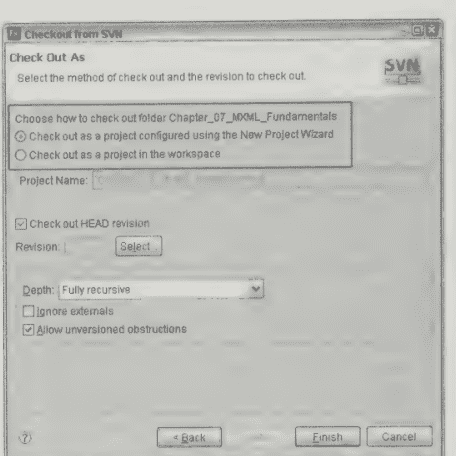 Checkout from SVN
Check Out As
Select the method of check out and the revision to check out.
SVN
Choose how to check out folder Chapter_07_MXML_Fundamentals
Check out as a project configured using the New Project Wizard
Check out as a project in the workspace
Project Name:
Check out HEAD revision
Revision:
Select...
Depth: Fully recursive
Ignore externals
Allow unversioned obstructions
?
< Back
Finish
Cancel